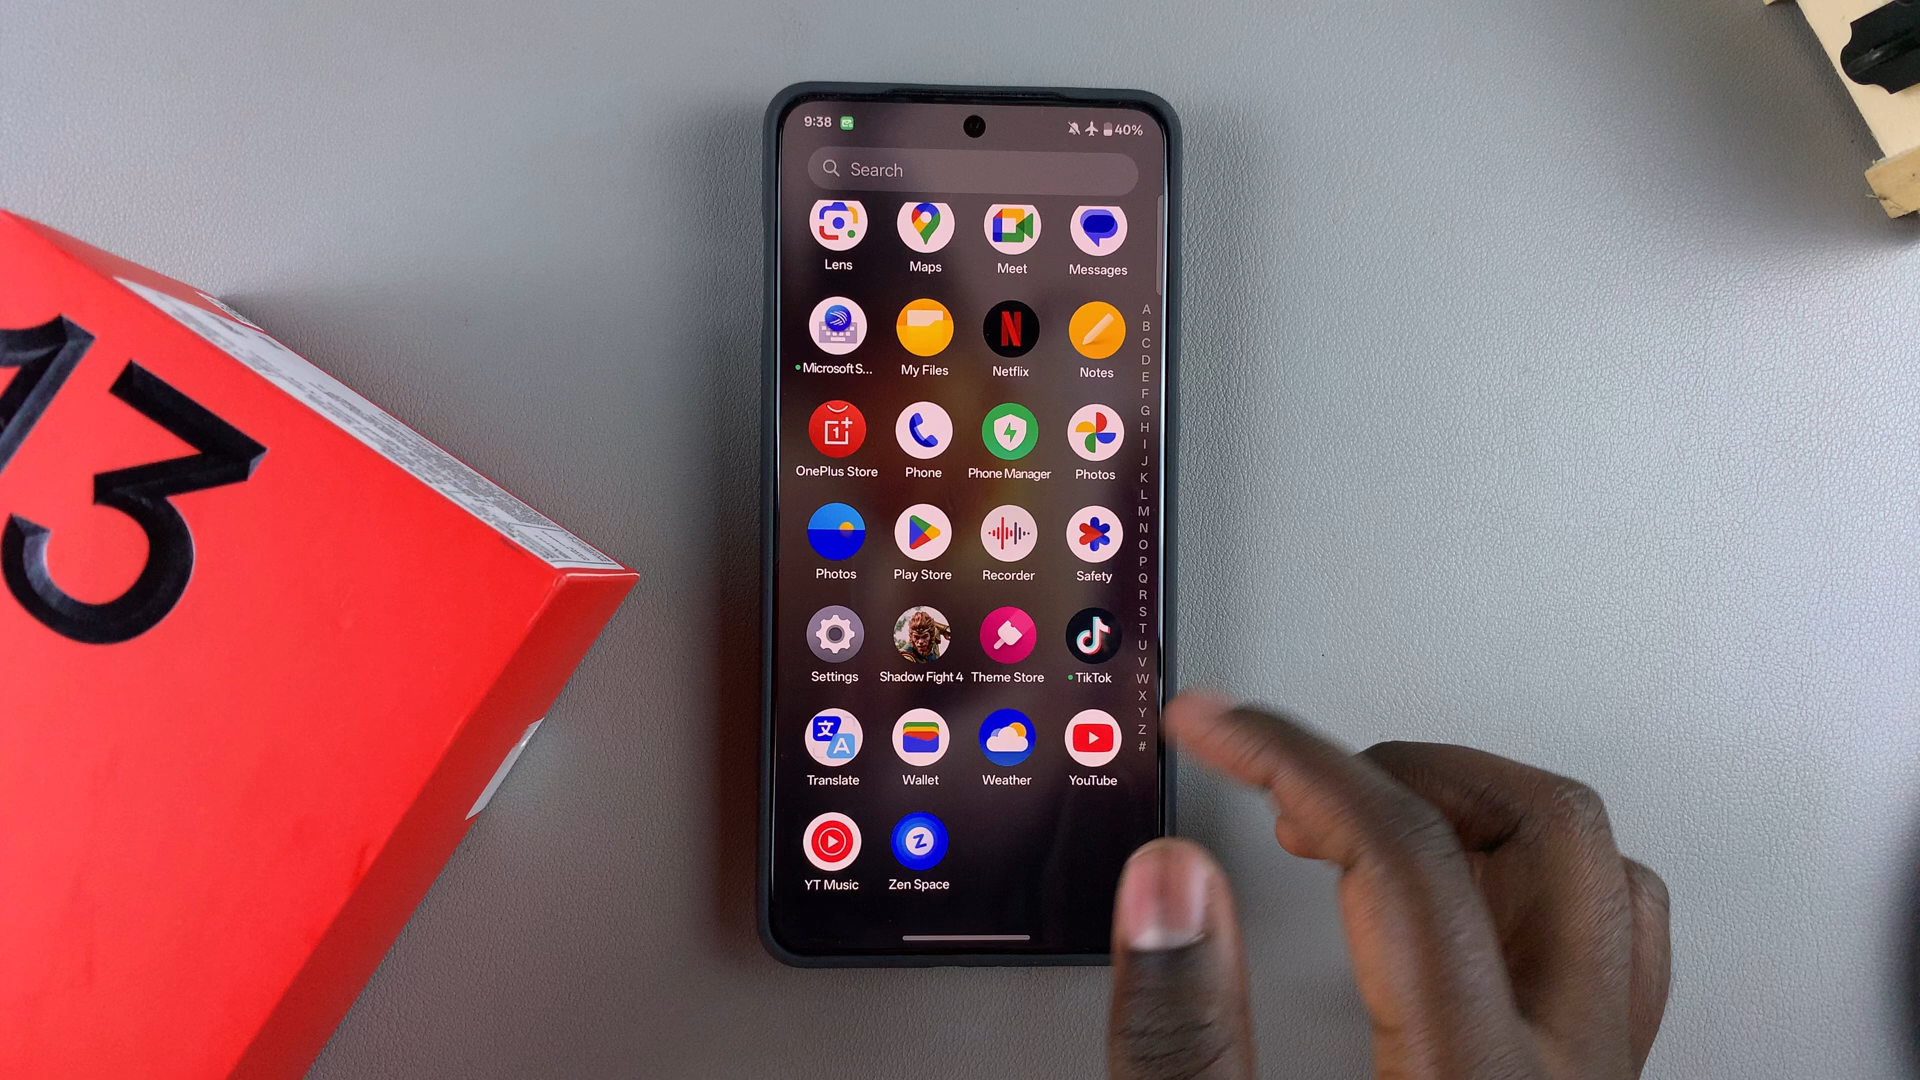 13
9:38
40%
Search
Lens Maps Meet Messages
Microsoft S... My Files Netflix Notes
OnePlus Store Phone Phone Manager Photos
Photos Play Store Recorder Safety
Settings Shadow Fight 4 Theme Store TikTok
Translate Wallet Weather YouTube
YT Music Zen Space
A
B
C
D
E
F
G
H
I
J
K
L
M
N
O
P
Q
R
S
T
U
V
W
X
Y
Z
#